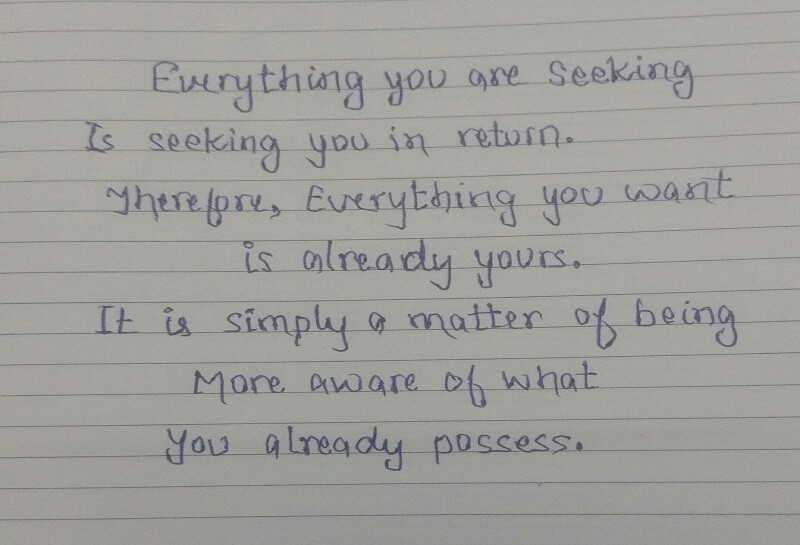 Everything you are seeking
Is seeking you in return.
Therefore, Everything you want
is already yours.
It is simply a matter of being
More aware of what
you already possess.